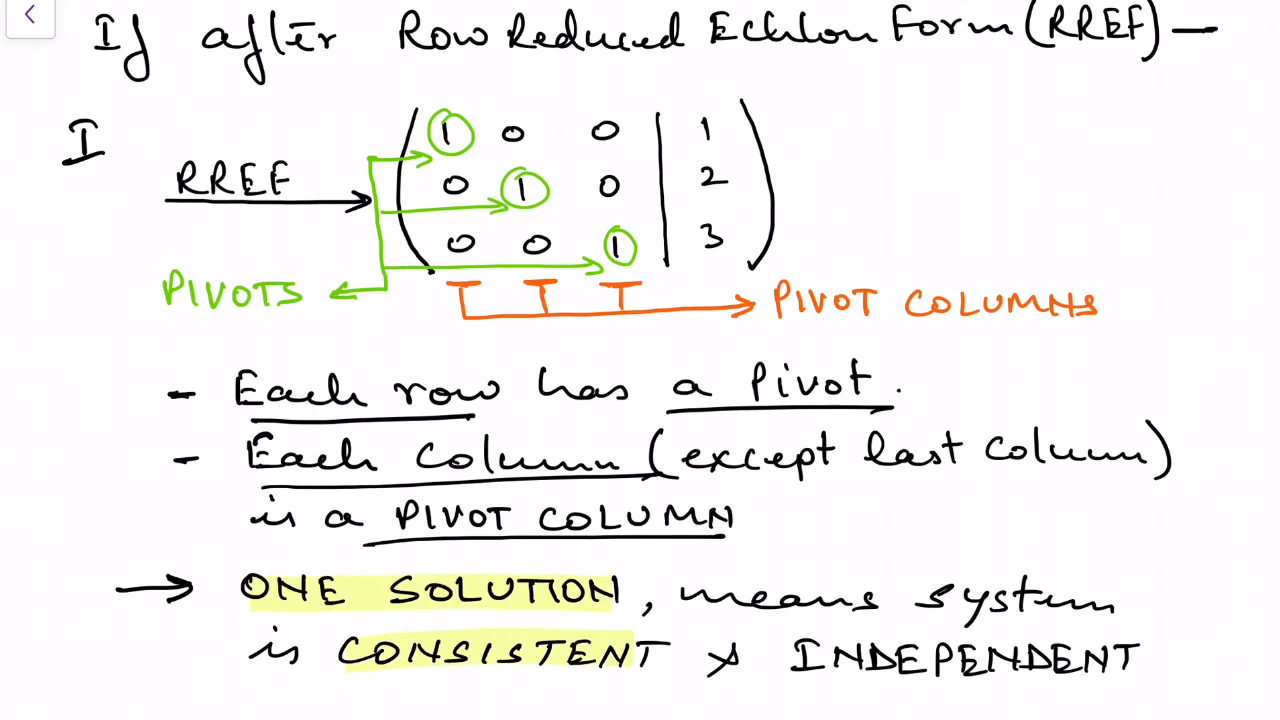 If after Row Reduced Echlon Form (RREF) —
I
RREF
1 0 0 | 1
0 1 0 | 2
0 0 1 | 3
PIVOTS
PIVOT COLUMNS
- Each row has a Pivot.
- Each column (except last column)
is a PIVOT COLUMN
→ ONE SOLUTION, means system
is CONSISTENT & INDEPENDENT